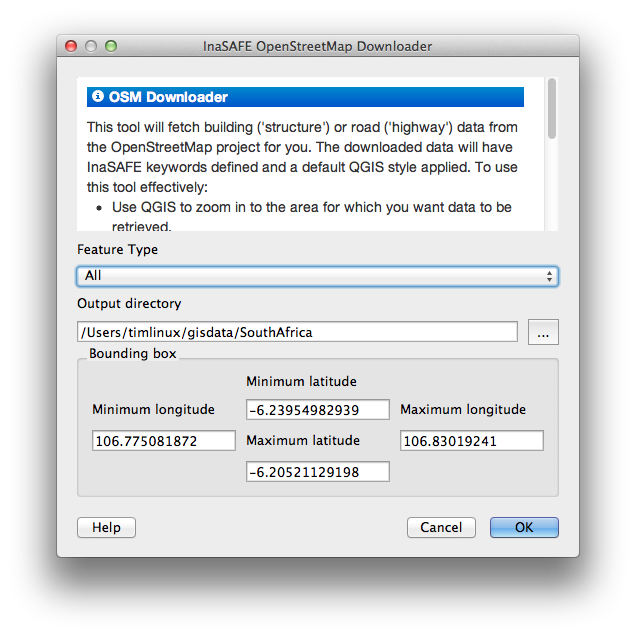 InaSAFE OpenStreetMap Downloader
OSM Downloader
This tool will fetch building ('structure') or road ('highway') data from
the OpenStreetMap project for you. The downloaded data will have
InaSAFE keywords defined and a default QGIS style applied. To use
this tool effectively:
• Use QGIS to zoom in to the area for which you want data to be
retrieved.
Feature Type
All
Output directory
/Users/timlinux/gisdata/SouthAfrica
...
Bounding box
Minimum latitude
Minimum longitude
-6.23954982939
Maximum longitude
106.775081872
Maximum latitude
106.83019241
-6.20521129198
Help
Cancel
OK